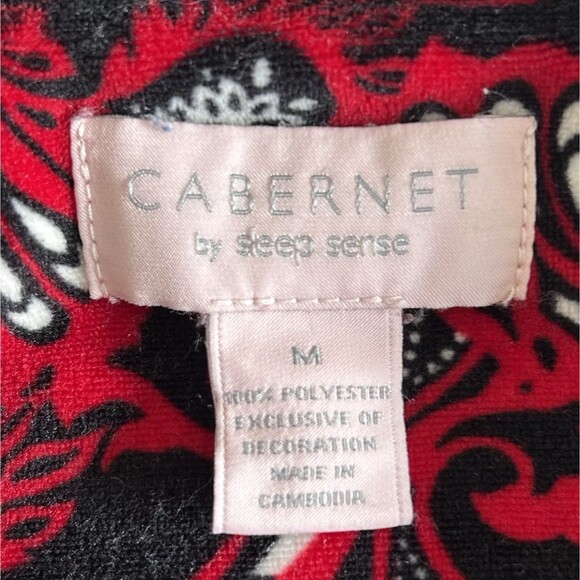 CABERNET
by sleep sense
M
100% POLYESTER
EXCLUSIVE OF
DECORATION
MADE IN
CAMBODIA